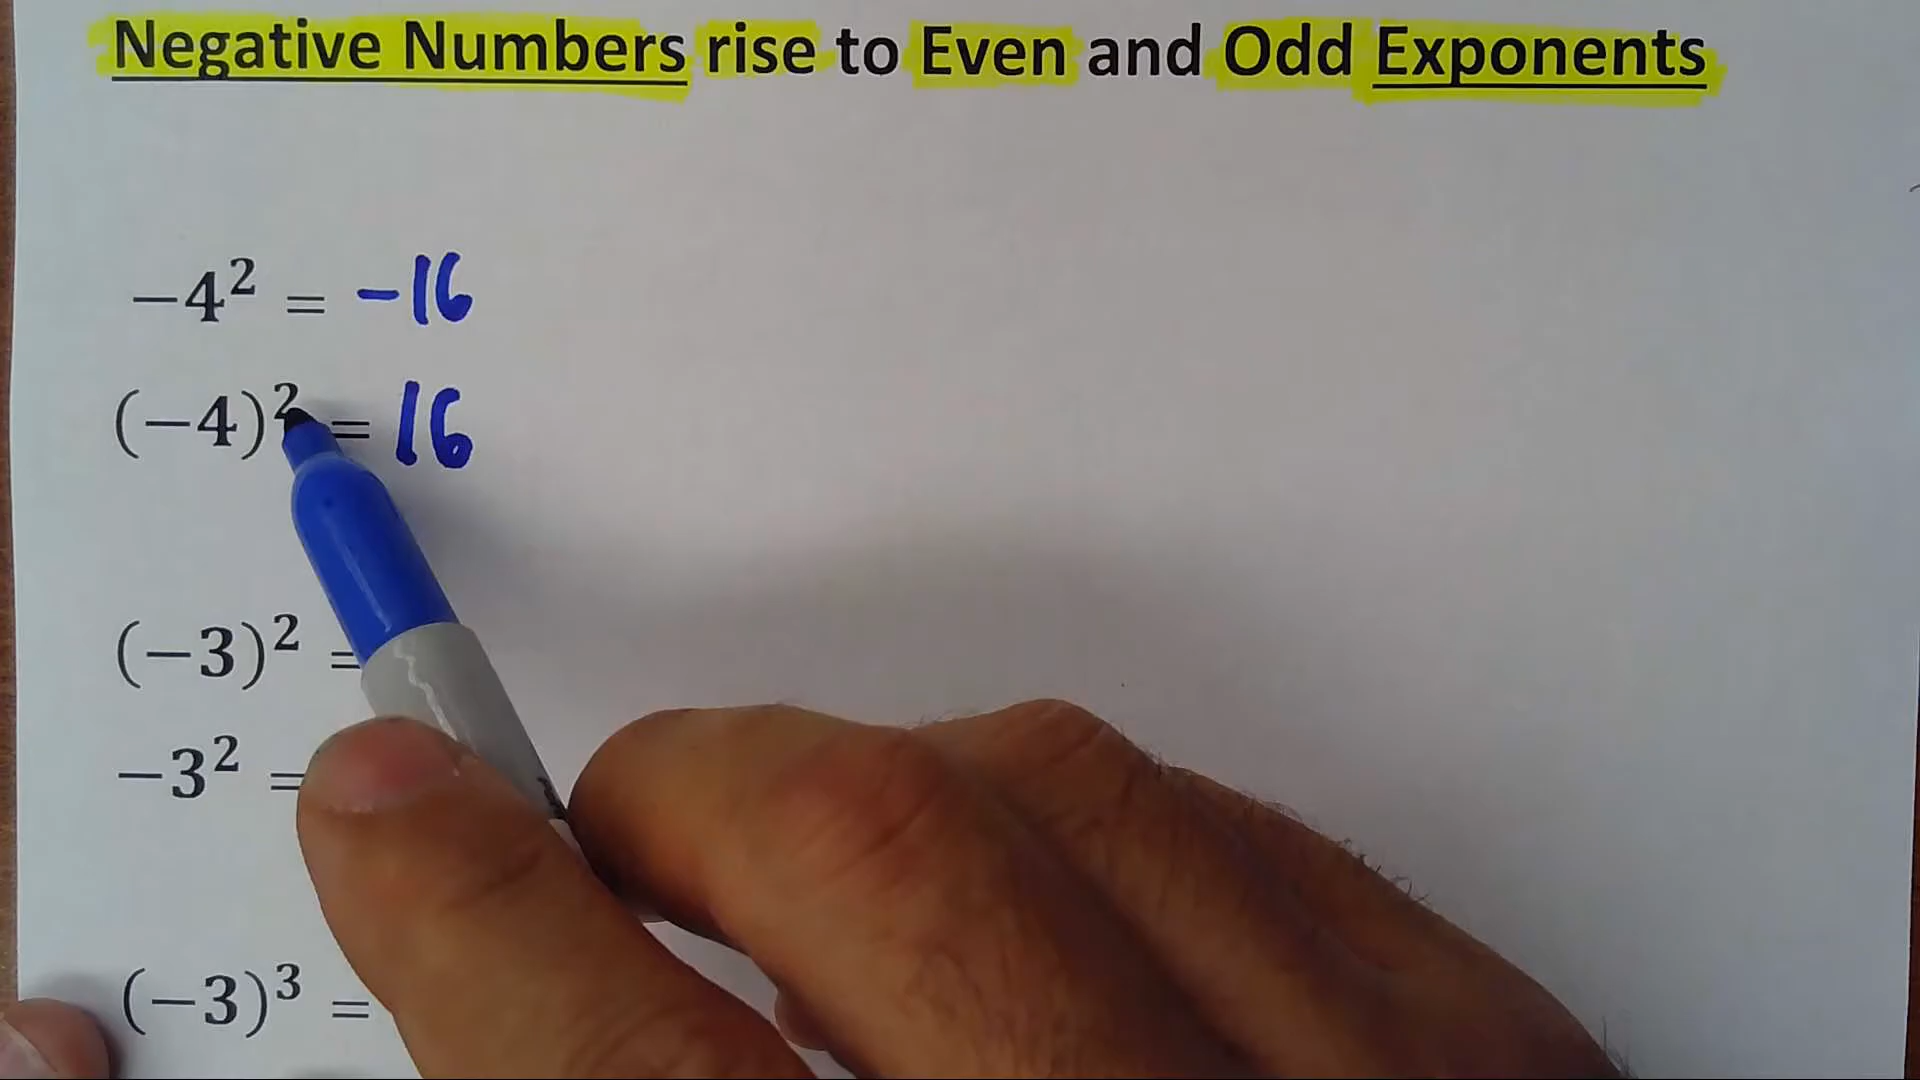 Negative Numbers rise to Even and Odd Exponents
−4² = -16
(−4)² = 16
(−3)² =
−3² =
(−3)³ =